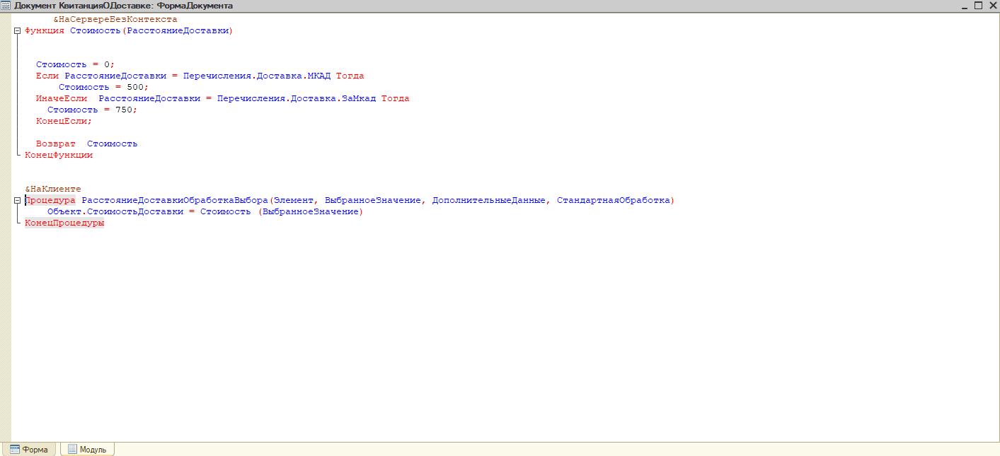 Документ КвитанцияОДоставке: ФормаДокумента
&НаСервереБезКонтекста
Функция Стоимость(РасстояниеДоставки)
Стоимость = 0;
Если РасстояниеДоставки = Перечисления.Доставка.МКАД Тогда
Стоимость = 500;
ИначеЕсли  РасстояниеДоставки = Перечисления.Доставка.ЗаМкад Тогда
Стоимость = 750;
КонецЕсли;
Возврат  Стоимость
КонецФункции
&НаКлиенте
Процедура РасстояниеДоставкиОбработкаВыбора(Элемент, ВыбранноеЗначение, ДополнительныеДанные, СтандартнаяОбработка)
Объект.СтоимостьДоставки = Стоимость (ВыбранноеЗначение)
КонецПроцедуры
Форма Модуль